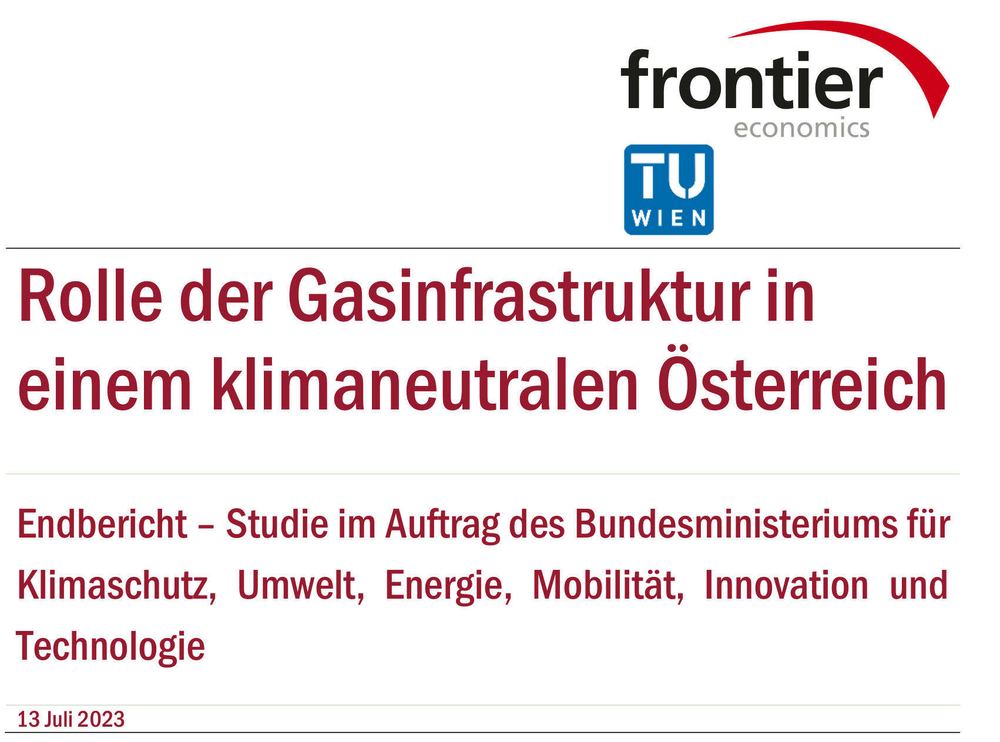 frontier
economics
TU
WIEN
Rolle der Gasinfrastruktur in
einem klimaneutralen Österreich
Endbericht – Studie im Auftrag des Bundesministeriums für
Klimaschutz, Umwelt, Energie, Mobilität, Innovation und
Technologie
13 Juli 2023